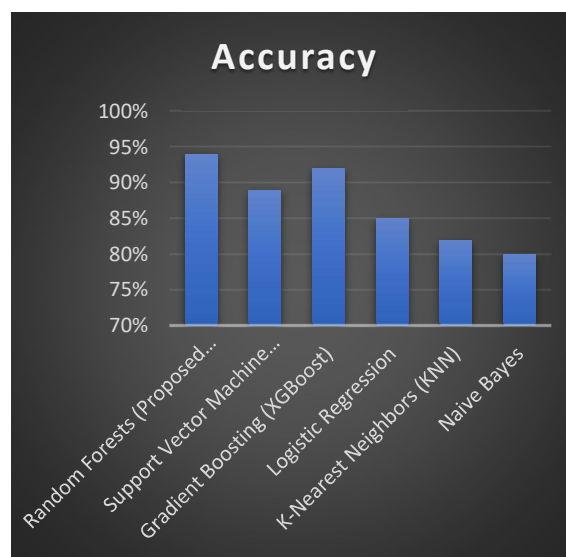 Accuracy
100%
95%
90%
85%
80%
75%
70%
Random Forests (Proposed...
Support Vector Machine...
Gradient Boosting (XGBoost)
Logistic Regression
K-Nearest Neighbors (KNN)
Naive Bayes